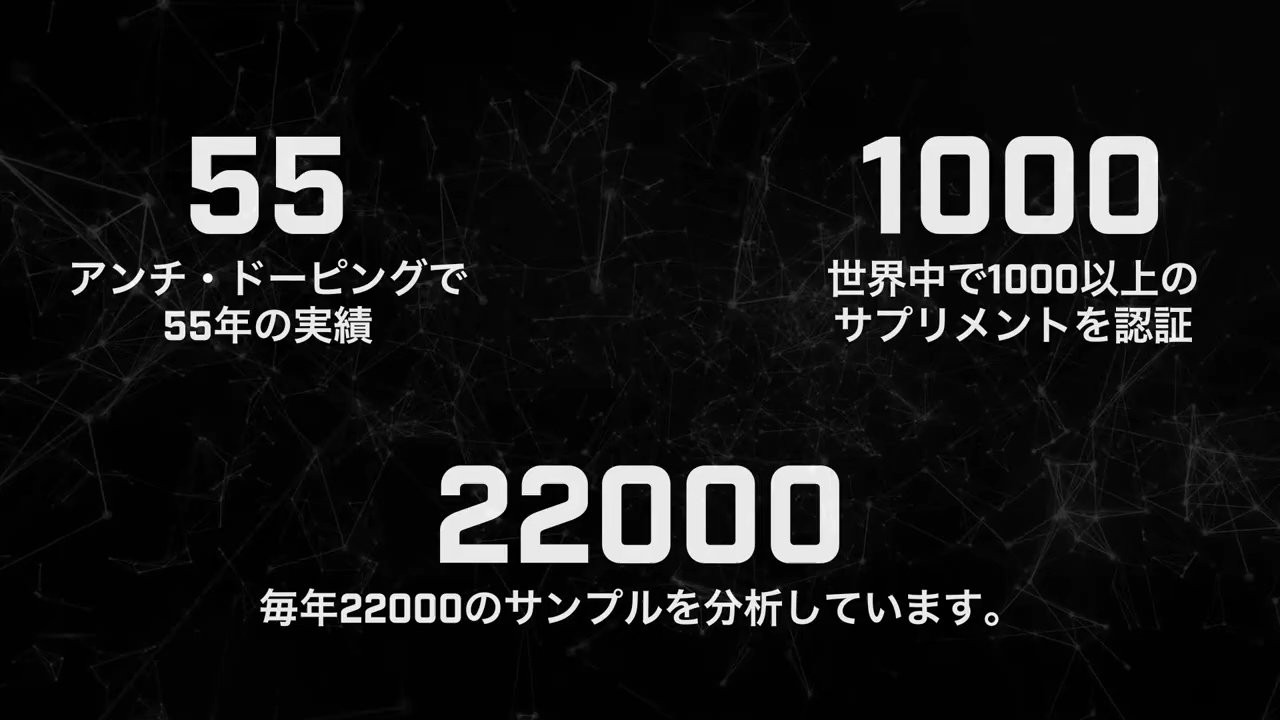 55
アンチ・ドーピングで
55年の実績
1000
世界中で1000以上の
サプリメントを認証
22000
毎年22000のサンプルを分析しています。